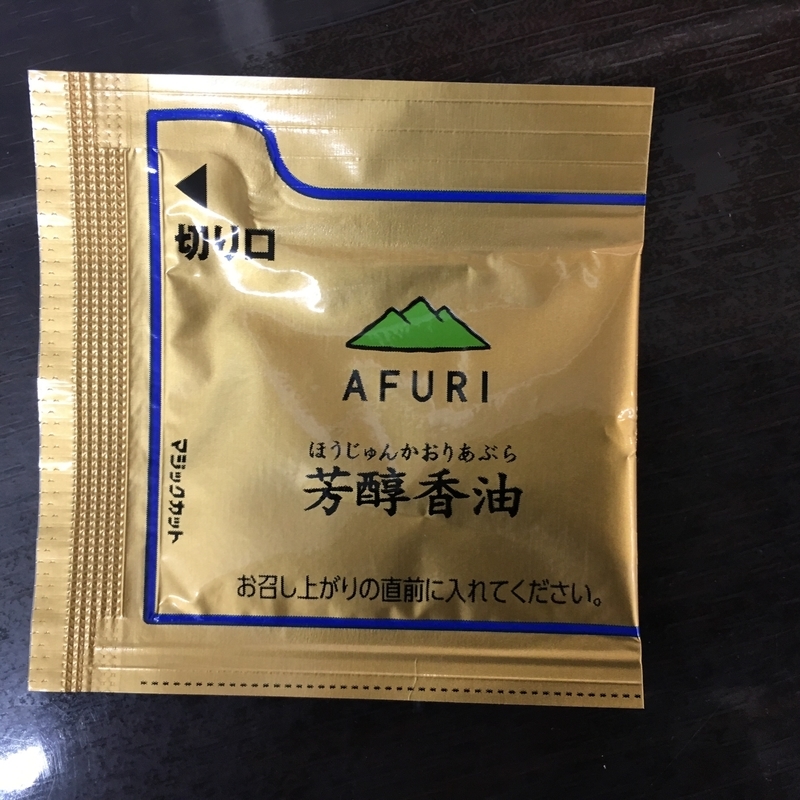 切り口
AFURI
ほうじゅんかおりあぶら
芳醇香油
マジックカット
お召し上がりの直前に入れてください。